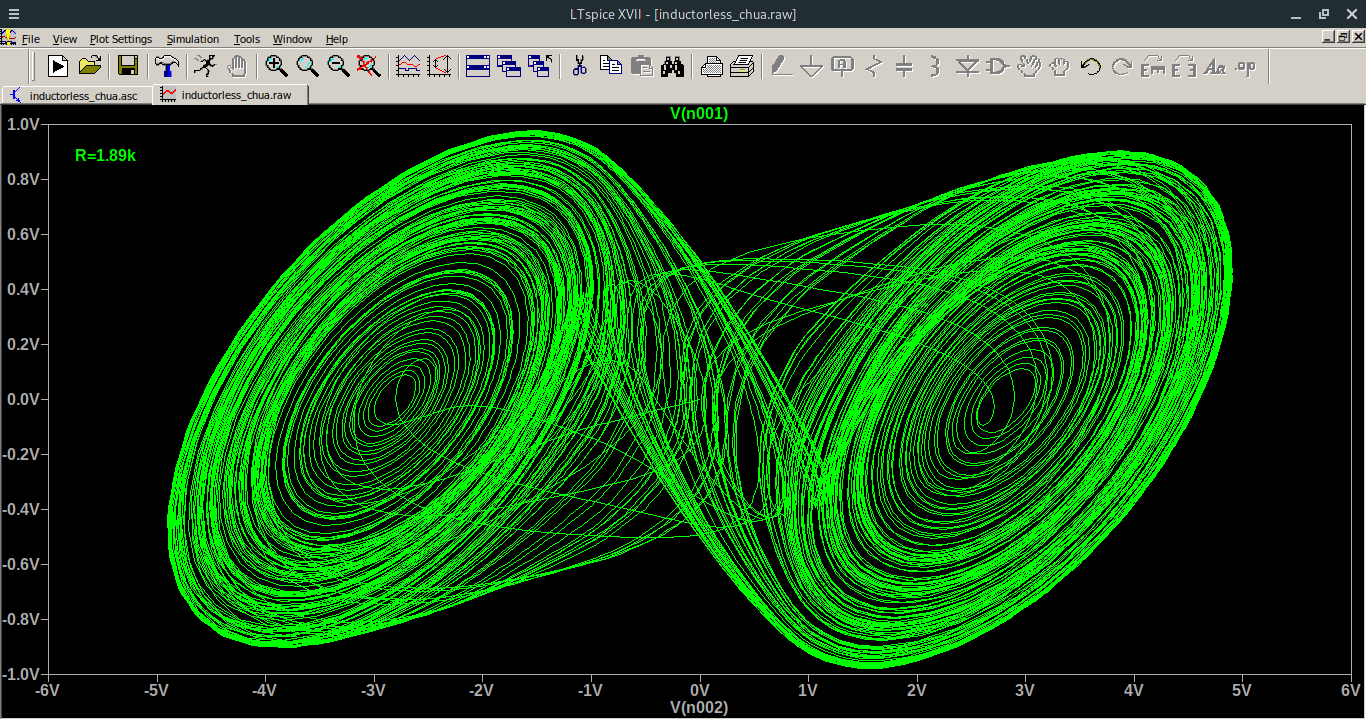 LTspice XVII - [inductorless_chua.raw]
File View Plot Settings Simulation Tools Window Help
Aa .op
inductorless_chua.asc inductorless_chua.raw
V(n001)
R=1.89k
1.0V
0.8V
0.6V
0.4V
0.2V
0.0V
-0.2V
-0.4V
-0.6V
-0.8V
-1.0V
-6V -5V -4V -3V -2V -1V 0V 1V 2V 3V 4V 5V 6V
V(n002)